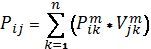 $P_{ij} = \sum_{k=1}^{n} \left( P_{ik}^{m} * V_{jk}^{m} \right)$